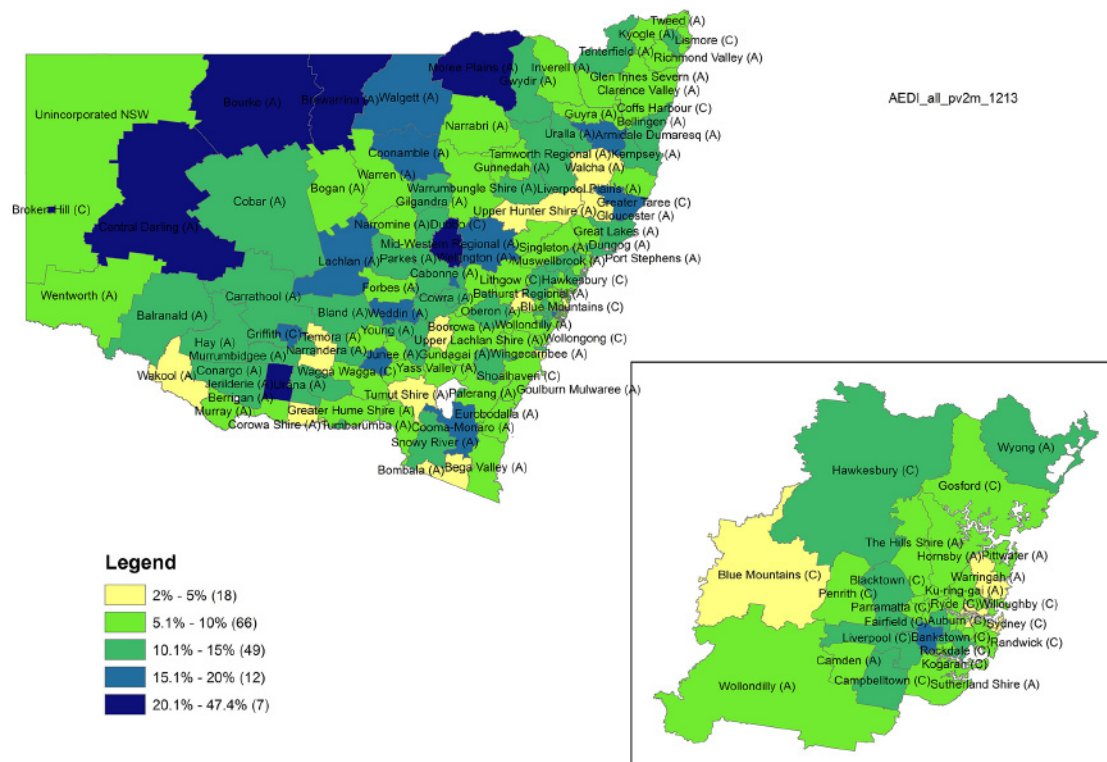 Tweed (A)
Kyogle (A)
Lismore (C)
Tenterfield (A)
Richmond Valley (A)
Moree Plains (A)
Inverell (A)
Gwydir (A)
Glen Innes Severn (A)
Clarence Valley (A)
Bourke (A)
Brewarrina (A)
Walgett (A)
AEDI_all_pv2m_1213
Unincorporated NSW
Coffs Harbour (C)
Guyra (A)
Bellingen (A)
Narrabri (A)
Uralla (A)
Armidale Dumaresq (A)
Coonamble (A)
Tamworth Regional (A)
Kempsey (A)
Gunnedah (A)
Walcha (A)
Warren (A)
Bogan (A)
Warrumbungle Shire (A)
Liverpool Plains (A)
Cobar (A)
Gilgandra (A)
Greater Taree (C)
Broken Hill (C)
Upper Hunter Shire (A)
Gloucester (A)
Central Darling (A)
Narromine (A)
Dubbo (C)
Great Lakes (A)
Mid-Western Regional (A)
Singleton (A)
Dungog (A)
Lachlan (A)
Parkes (A)
Wellington (A)
Muswellbrook (A)
Port Stephens (A)
Cabonne (A)
Lithgow (C)
Hawkesbury (C)
Wentworth (A)
Forbes (A)
Carrathool (A)
Cowra (A)
Bathurst Regional (A)
Balranald (A)
Bland (A)
Weddin (A)
Oberon (A)
Blue Mountains (C)
Griffith (C)
Temora (A)
Young (A)
Boorowa (A)
Wollondilly (A)
Hay (A)
Upper Lachlan Shire (A)
Wollongong (C)
Murrumbidgee (A)
Narrandera (A)
Junee (A)
Gundagai (A)
Wingecarribee (A)
Conargo (A)
Wagga Wagga (C)
Yass Valley (A)
Wakool (A)
Shoalhaven (C)
Jerilderie (A)
Urana (A)
Goulburn Mulwaree (A)
Berrigan (A)
Tumut Shire (A)
Palerang (A)
Murray (A)
Greater Hume Shire (A)
Eurobodalla (A)
Corowa Shire (A)
Tumbarumba (A)
Cooma-Monaro (A)
Snowy River (A)
Bombala (A)
Bega Valley (A)
Legend
2% - 5% (18)
5.1% - 10% (66)
10.1% - 15% (49)
15.1% - 20% (12)
20.1% - 47.4% (7)
Wyong (A)
Hawkesbury (C)
Gosford (C)
The Hills Shire (A)
Hornsby (A)
Pittwater (A)
Blue Mountains (C)
Blacktown (C)
Warringah (A)
Penrith (C)
Ku-ring-gai (A)
Parramatta (C)
Ryde (C)
Willoughby (C)
Fairfield (C)
Auburn (C)
Sydney (C)
Liverpool (C)
Bankstown (C)
Randwick (C)
Rockdale (C)
Camden (A)
Kogarah (C)
Wollondilly (A)
Campbelltown (C)
Sutherland Shire (A)